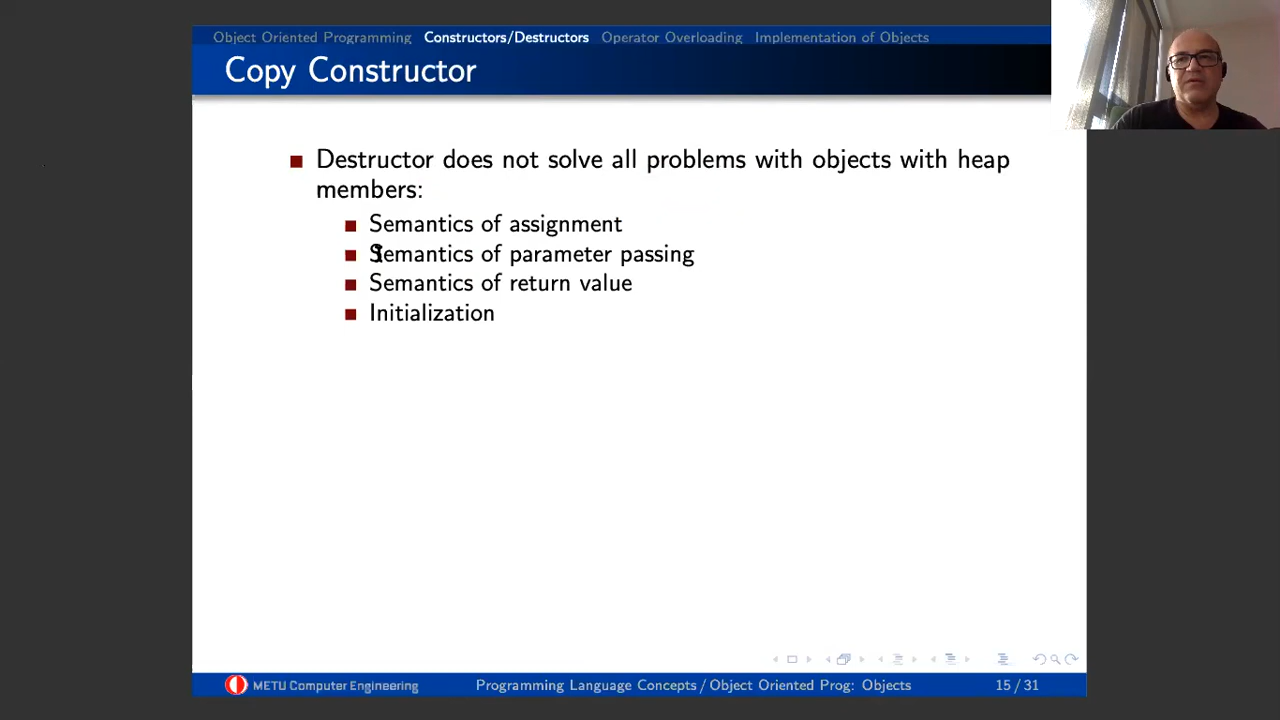 Object Oriented Programming Constructors/Destructors Operator Overloading Implementation of Objects
Copy Constructor
Destructor does not solve all problems with objects with heap
members:
Semantics of assignment
Semantics of parameter passing
Semantics of return value
Initialization
METU Computer Engineering Programming Language Concepts / Object Oriented Prog: Objects 15 / 31